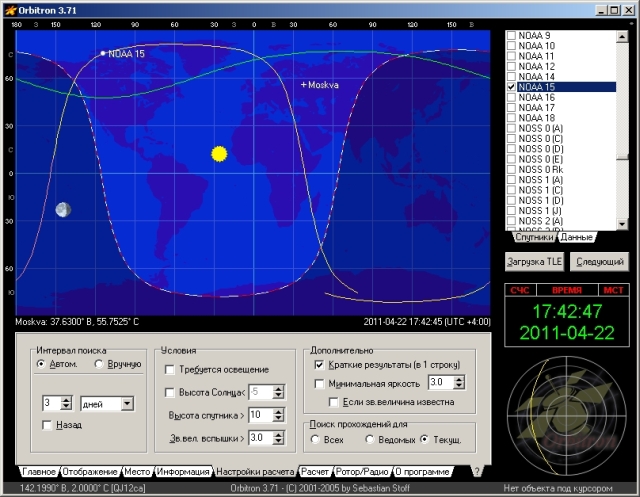 Orbitron 3.71
180 З 150 120 90 60 З 30 0 30 В 60 90 120 150 В
NOAA 15
Moskva
С
60
30
С
0
Ю
30
60
Ю
Moskva: 37.6300° В, 55.7525° С
2011-04-22 17:42:45 (UTC +4:00)
NOAA 9
NOAA 10
NOAA 11
NOAA 12
NOAA 14
NOAA 15
NOAA 16
NOAA 17
NOAA 18
NOSS 0 (A)
NOSS 0 (C)
NOSS 0 (D)
NOSS 0 (E)
NOSS 0 Rk
NOSS 1 (A)
NOSS 1 (C)
NOSS 1 (D)
NOSS 1 (J)
NOSS 2 (A)
Спутники Данные
Загрузка TLE Следующий
СЧС ВРЕМЯ МСТ
17:42:47
2011-04-22
Интервал поиска
Автом. Вручную
3 дней
Назад
Условия
Требуется освещение
Высота Солнца< -5
Высота спутника > 10
Зв.вел. вспышки > 3.0
Дополнительно
Краткие результаты (в 1 строку)
Минимальная яркость 3.0
Если зв.величина известна
Поиск прохождений для
Всех Ведомых Текущ.
Главное Отображение Место Информация Настройки расчета Расчет Ротор/Радио О программе ?
142.1990° В, 2.0000° С [QJ12ca]
Orbitron 3.71 - (C) 2001-2005 by Sebastian Stoff
Нет объекта под курсором